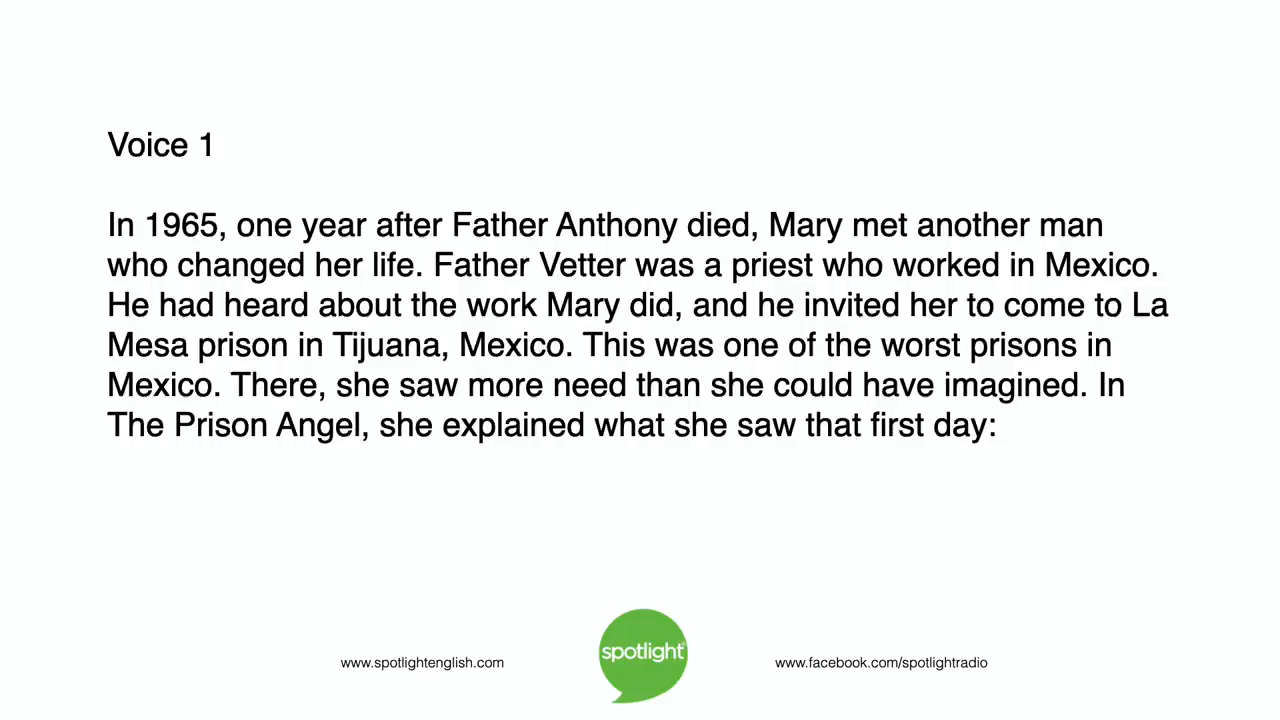 Voice 1
In 1965, one year after Father Anthony died, Mary met another man
who changed her life. Father Vetter was a priest who worked in Mexico.
He had heard about the work Mary did, and he invited her to come to La
Mesa prison in Tijuana, Mexico. This was one of the worst prisons in
Mexico. There, she saw more need than she could have imagined. In
The Prison Angel, she explained what she saw that first day:
www.spotlightenglish.com
spotlight®
www.facebook.com/spotlightradio